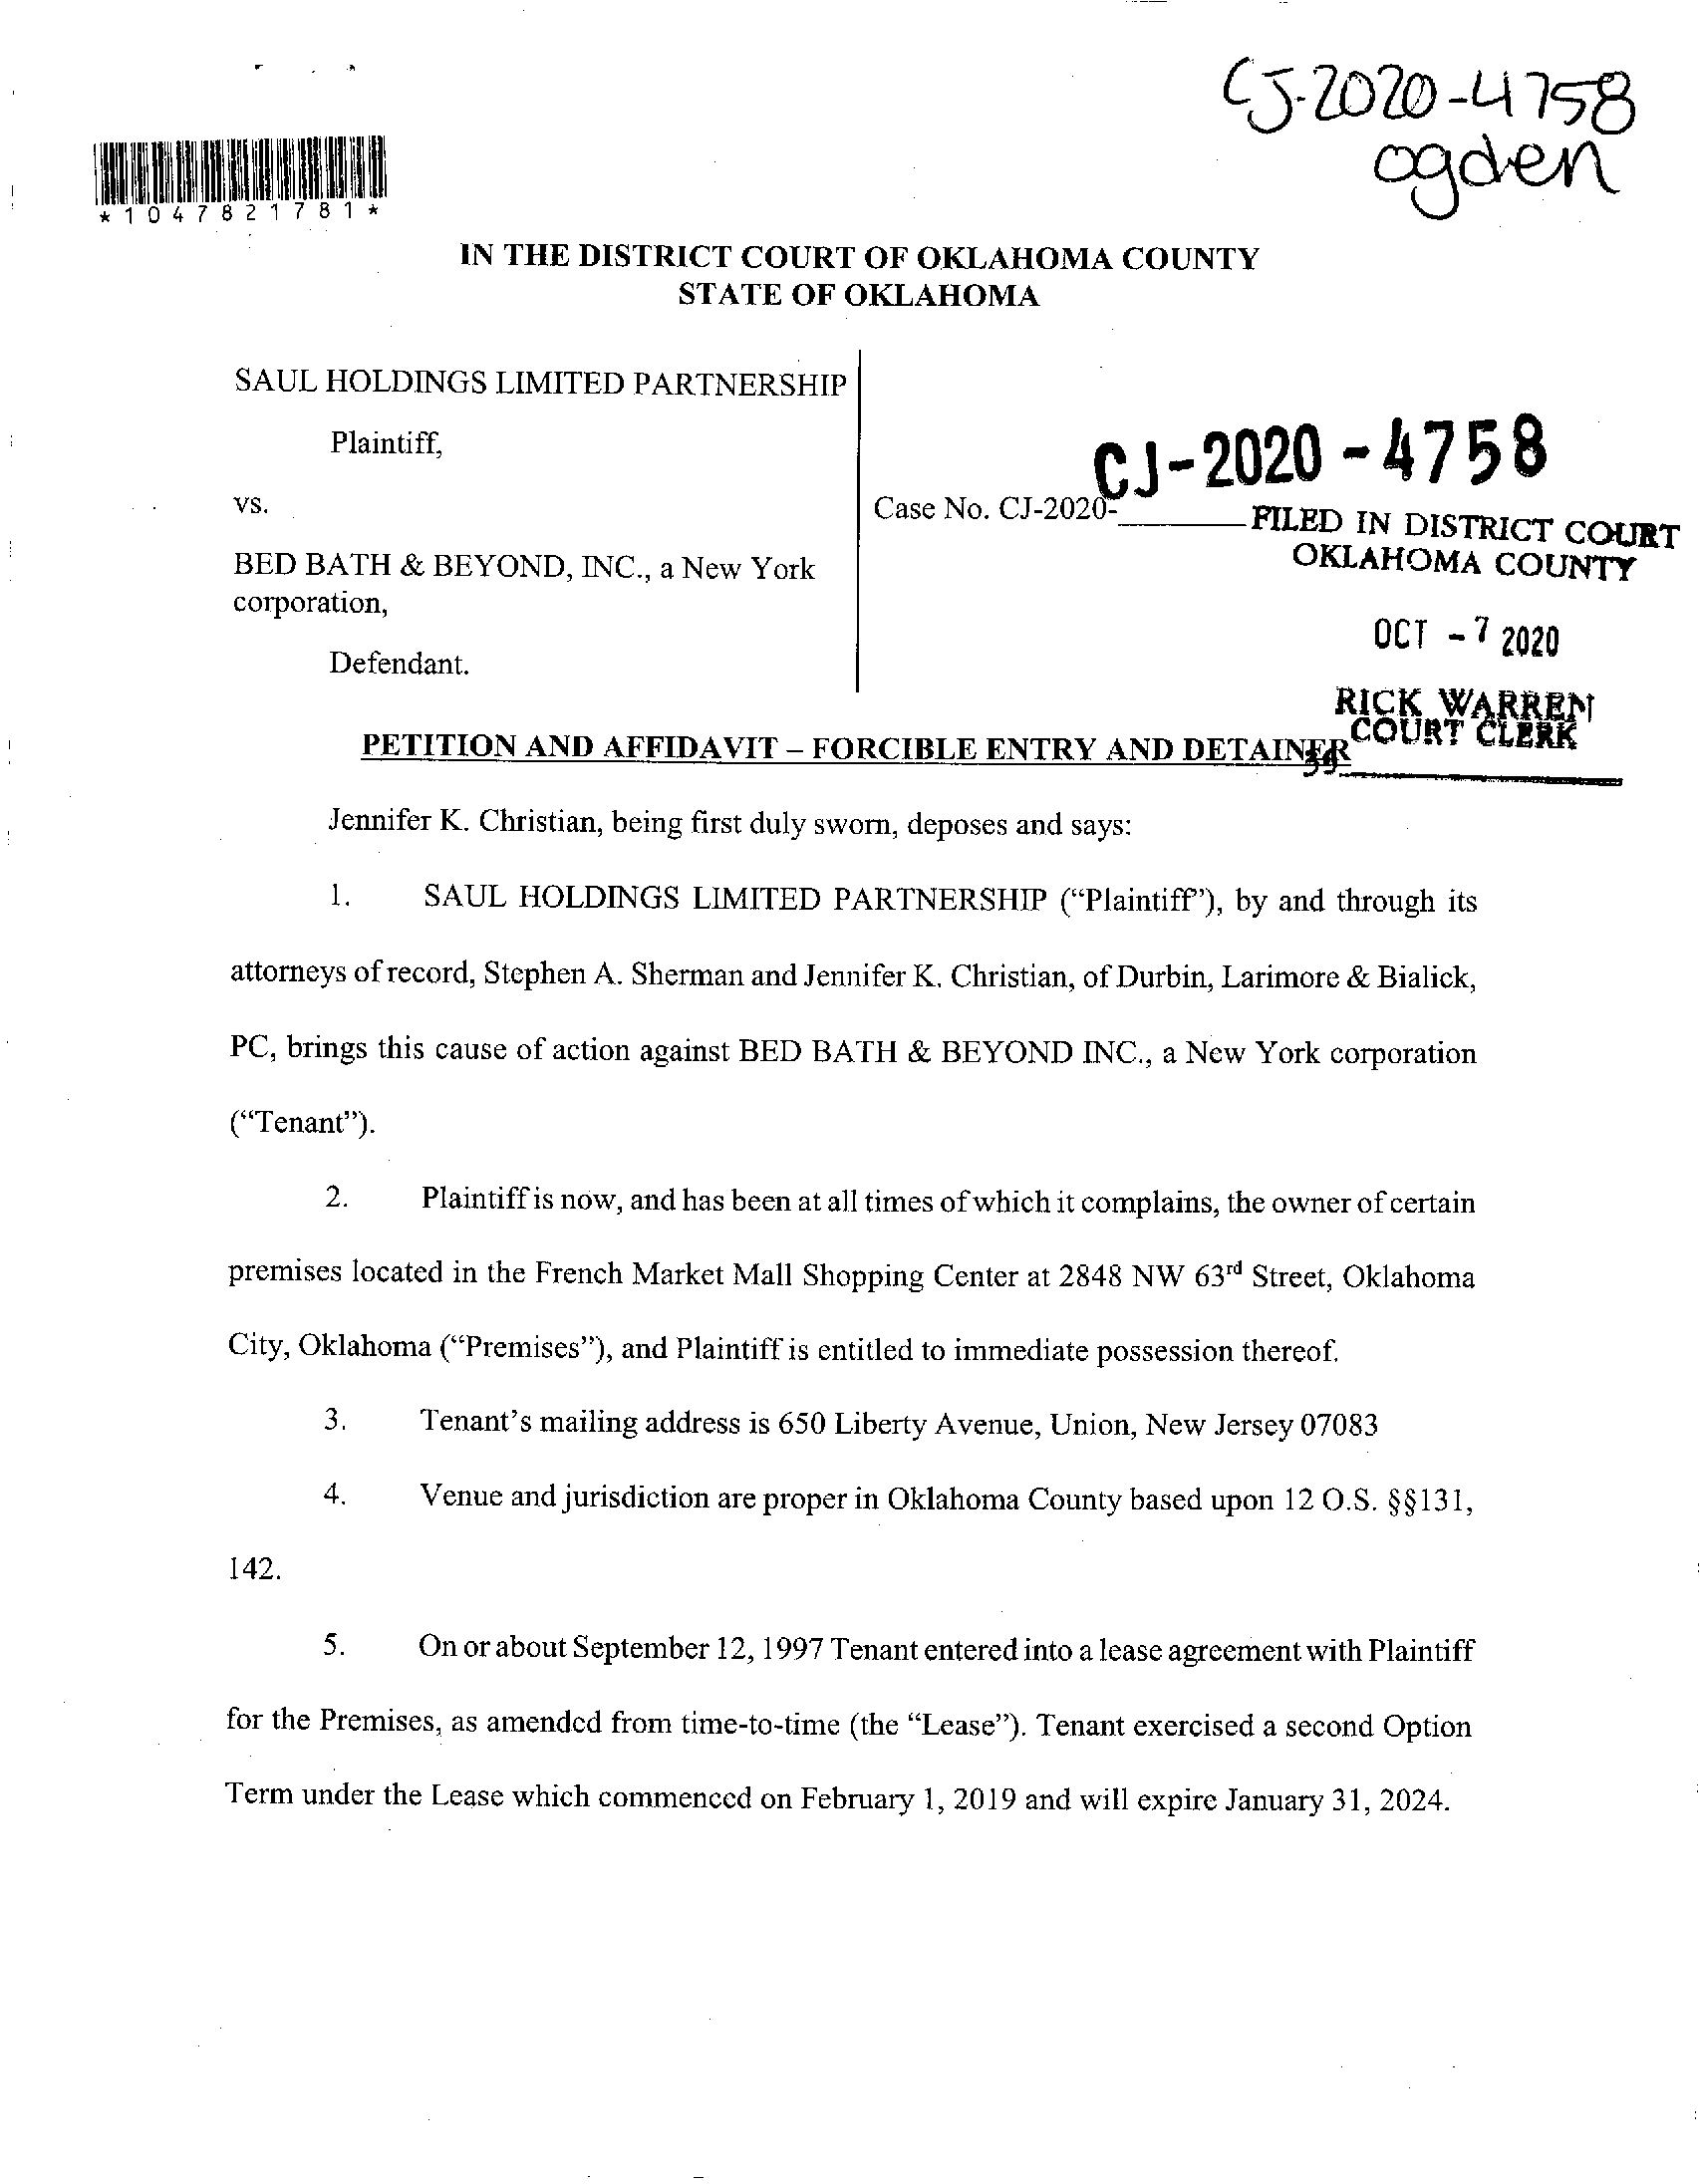 CJ-2020-4758
ogden
*1047821781*
IN THE DISTRICT COURT OF OKLAHOMA COUNTY
STATE OF OKLAHOMA
SAUL HOLDINGS LIMITED PARTNERSHIP
Plaintiff,
vs.
BED BATH & BEYOND, INC., a New York
corporation,
Defendant.
CJ-2020-4758
Case No. CJ-2020-________
FILED IN DISTRICT COURT
OKLAHOMA COUNTY
OCT - 7 2020
RICK WARREN
COURT CLERK
39
PETITION AND AFFIDAVIT – FORCIBLE ENTRY AND DETAINER
Jennifer K. Christian, being first duly sworn, deposes and says:
1. SAUL HOLDINGS LIMITED PARTNERSHIP (“Plaintiff”), by and through its
attorneys of record, Stephen A. Sherman and Jennifer K. Christian, of Durbin, Larimore & Bialick,
PC, brings this cause of action against BED BATH & BEYOND INC., a New York corporation
(“Tenant”).
2. Plaintiff is now, and has been at all times of which it complains, the owner of certain
premises located in the French Market Mall Shopping Center at 2848 NW 63rd Street, Oklahoma
City, Oklahoma (“Premises”), and Plaintiff is entitled to immediate possession thereof.
3. Tenant’s mailing address is 650 Liberty Avenue, Union, New Jersey 07083
4. Venue and jurisdiction are proper in Oklahoma County based upon 12 O.S. §§131,
142.
5. On or about September 12, 1997 Tenant entered into a lease agreement with Plaintiff
for the Premises, as amended from time-to-time (the “Lease”). Tenant exercised a second Option
Term under the Lease which commenced on February 1, 2019 and will expire January 31, 2024.